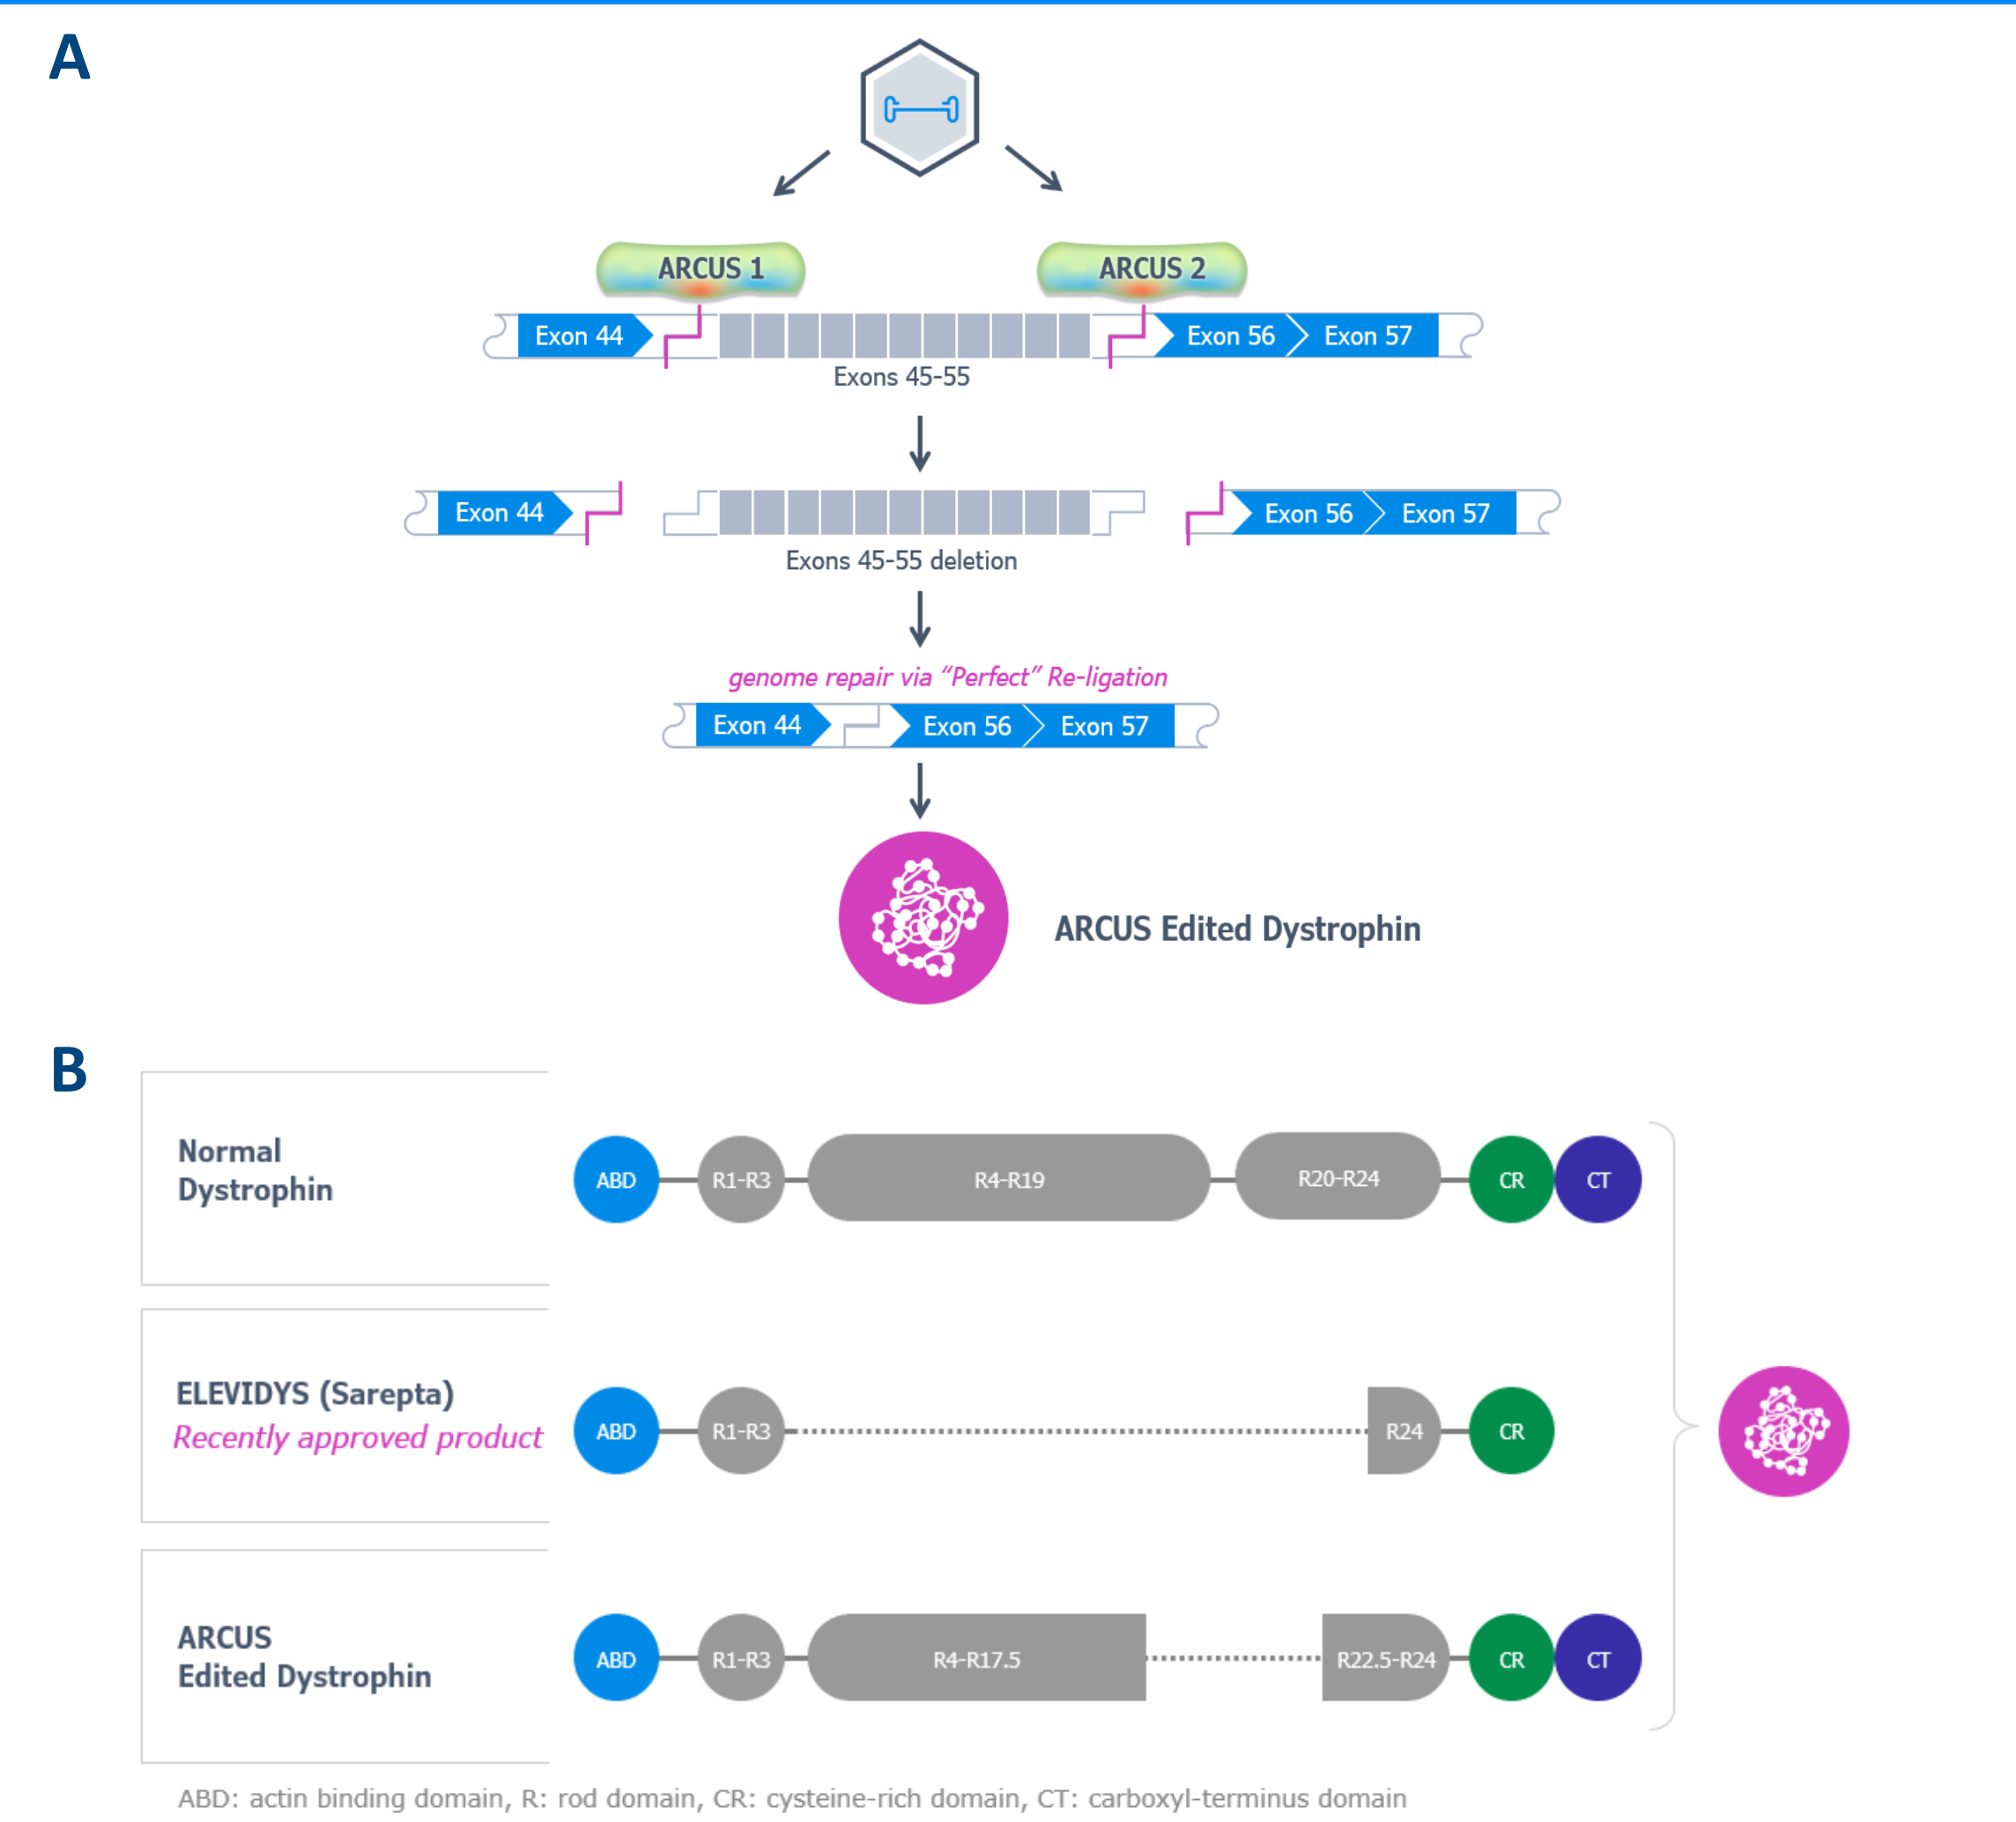 A
ARCUS 1
ARCUS 2
Exon 44
Exon 56
Exon 57
Exons 45-55
Exon 44
Exon 56
Exon 57
Exons 45-55 deletion
genome repair via “Perfect” Re-ligation
Exon 44
Exon 56
Exon 57
ARCUS Edited Dystrophin
B
Normal
Dystrophin
ABD
R1-R3
R4-R19
R20-R24
CR
CT
ELEVIDYS (Sarepta)
Recently approved product
ABD
R1-R3
R24
CR
ARCUS
Edited Dystrophin
ABD
R1-R3
R4-R17.5
R22.5-R24
CR
CT
ABD: actin binding domain, R: rod domain, CR: cysteine-rich domain, CT: carboxyl-terminus domain